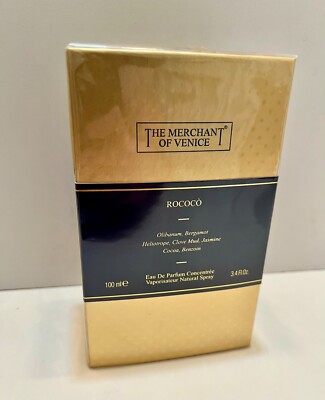 THE MERCHANT®
OF VENICE
ROCOCÒ
Olibanum, Bergamot
Heliotrope, Clove Mud, Jasmine
Cocoa, Benzoin
Eau De Parfum Concentrée
100 ml℮ Vaporisateur Natural Spray 3.4 Fl.Oz.